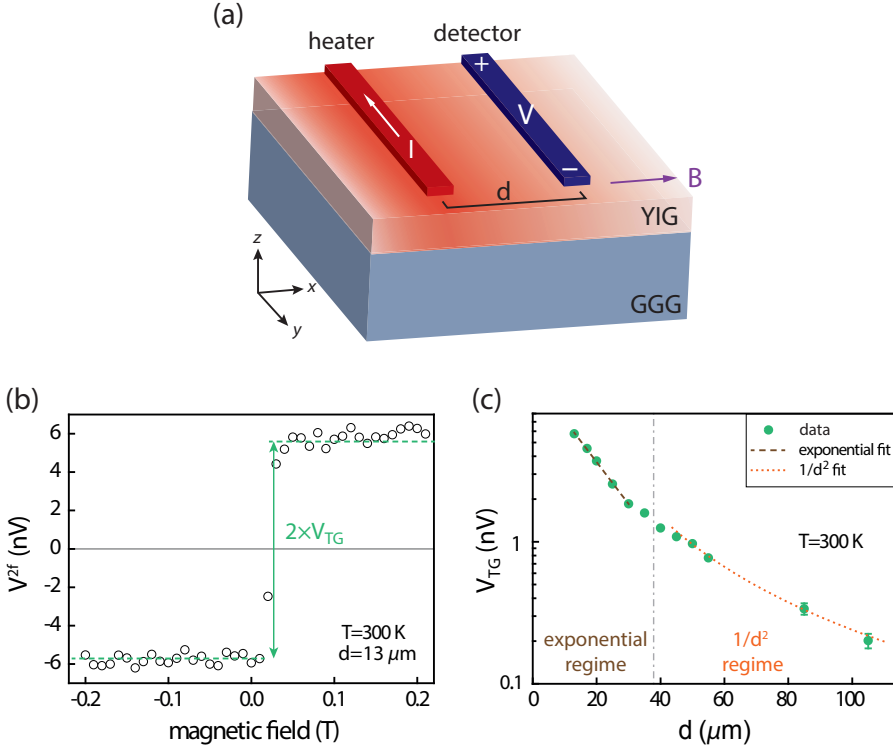 (a)
heater
detector
+
V
I
−
d
B
YIG
GGG
z
x
y
(b)
6
4
2
0
-2
-4
-6
V²ᶠ (nV)
2×V_TG
T=300 K
d=13 μm
-0.2
-0.1
0.0
0.1
0.2
magnetic field (T)
(c)
10
1
0.1
V_TG (nV)
data
exponential fit
1/d² fit
T=300 K
exponential
regime
1/d²
regime
0
20
40
60
80
100
d (μm)